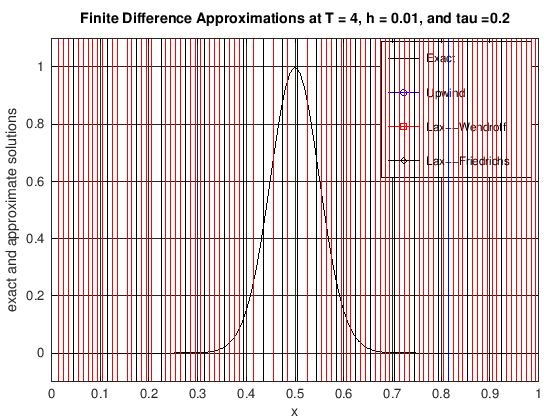 Finite Difference Approximations at T = 4, h = 0.01, and tau =0.2
exact and approximate solutions
1
0.8
0.6
0.4
0.2
0
Exact
Upwind
Lax---Wendroff
Lax---Friedrichs
0 0.1 0.2 0.3 0.4 0.5 0.6 0.7 0.8 0.9 1
x